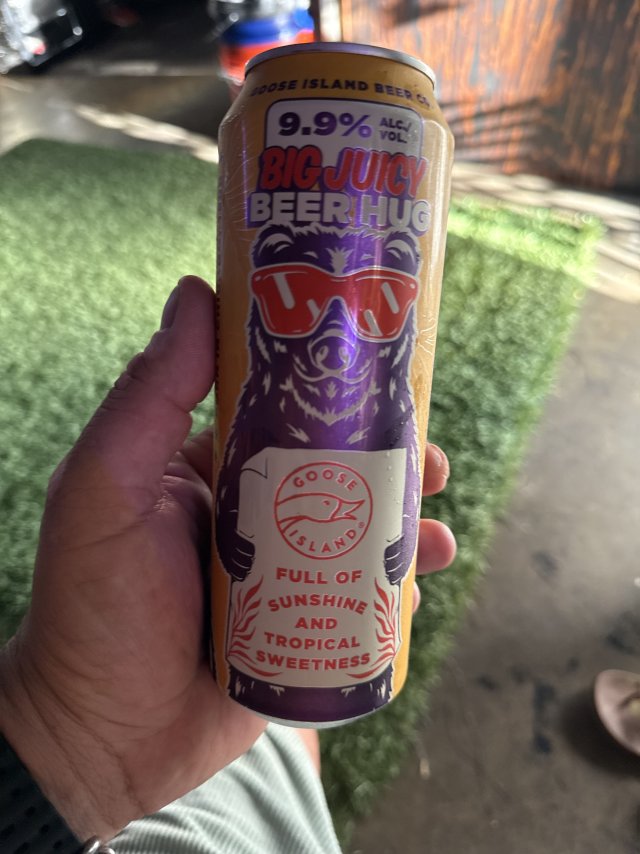 GOOSE ISLAND BEER CO
9.9% ALC./
VOL.
BIG JUICY
BEER HUG
GOOSE
ISLAND®
FULL OF
SUNSHINE
AND
TROPICAL
SWEETNESS